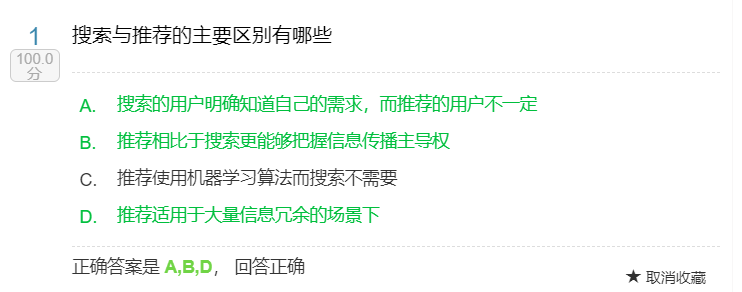 1
100.0
分
搜索与推荐的主要区别有哪些
A. 搜索的用户明确知道自己的需求，而推荐的用户不一定
B. 推荐相比于搜索更能够把握信息传播主导权
C. 推荐使用机器学习算法而搜索不需要
D. 推荐适用于大量信息冗余的场景下
正确答案是 A,B,D， 回答正确
★ 取消收藏